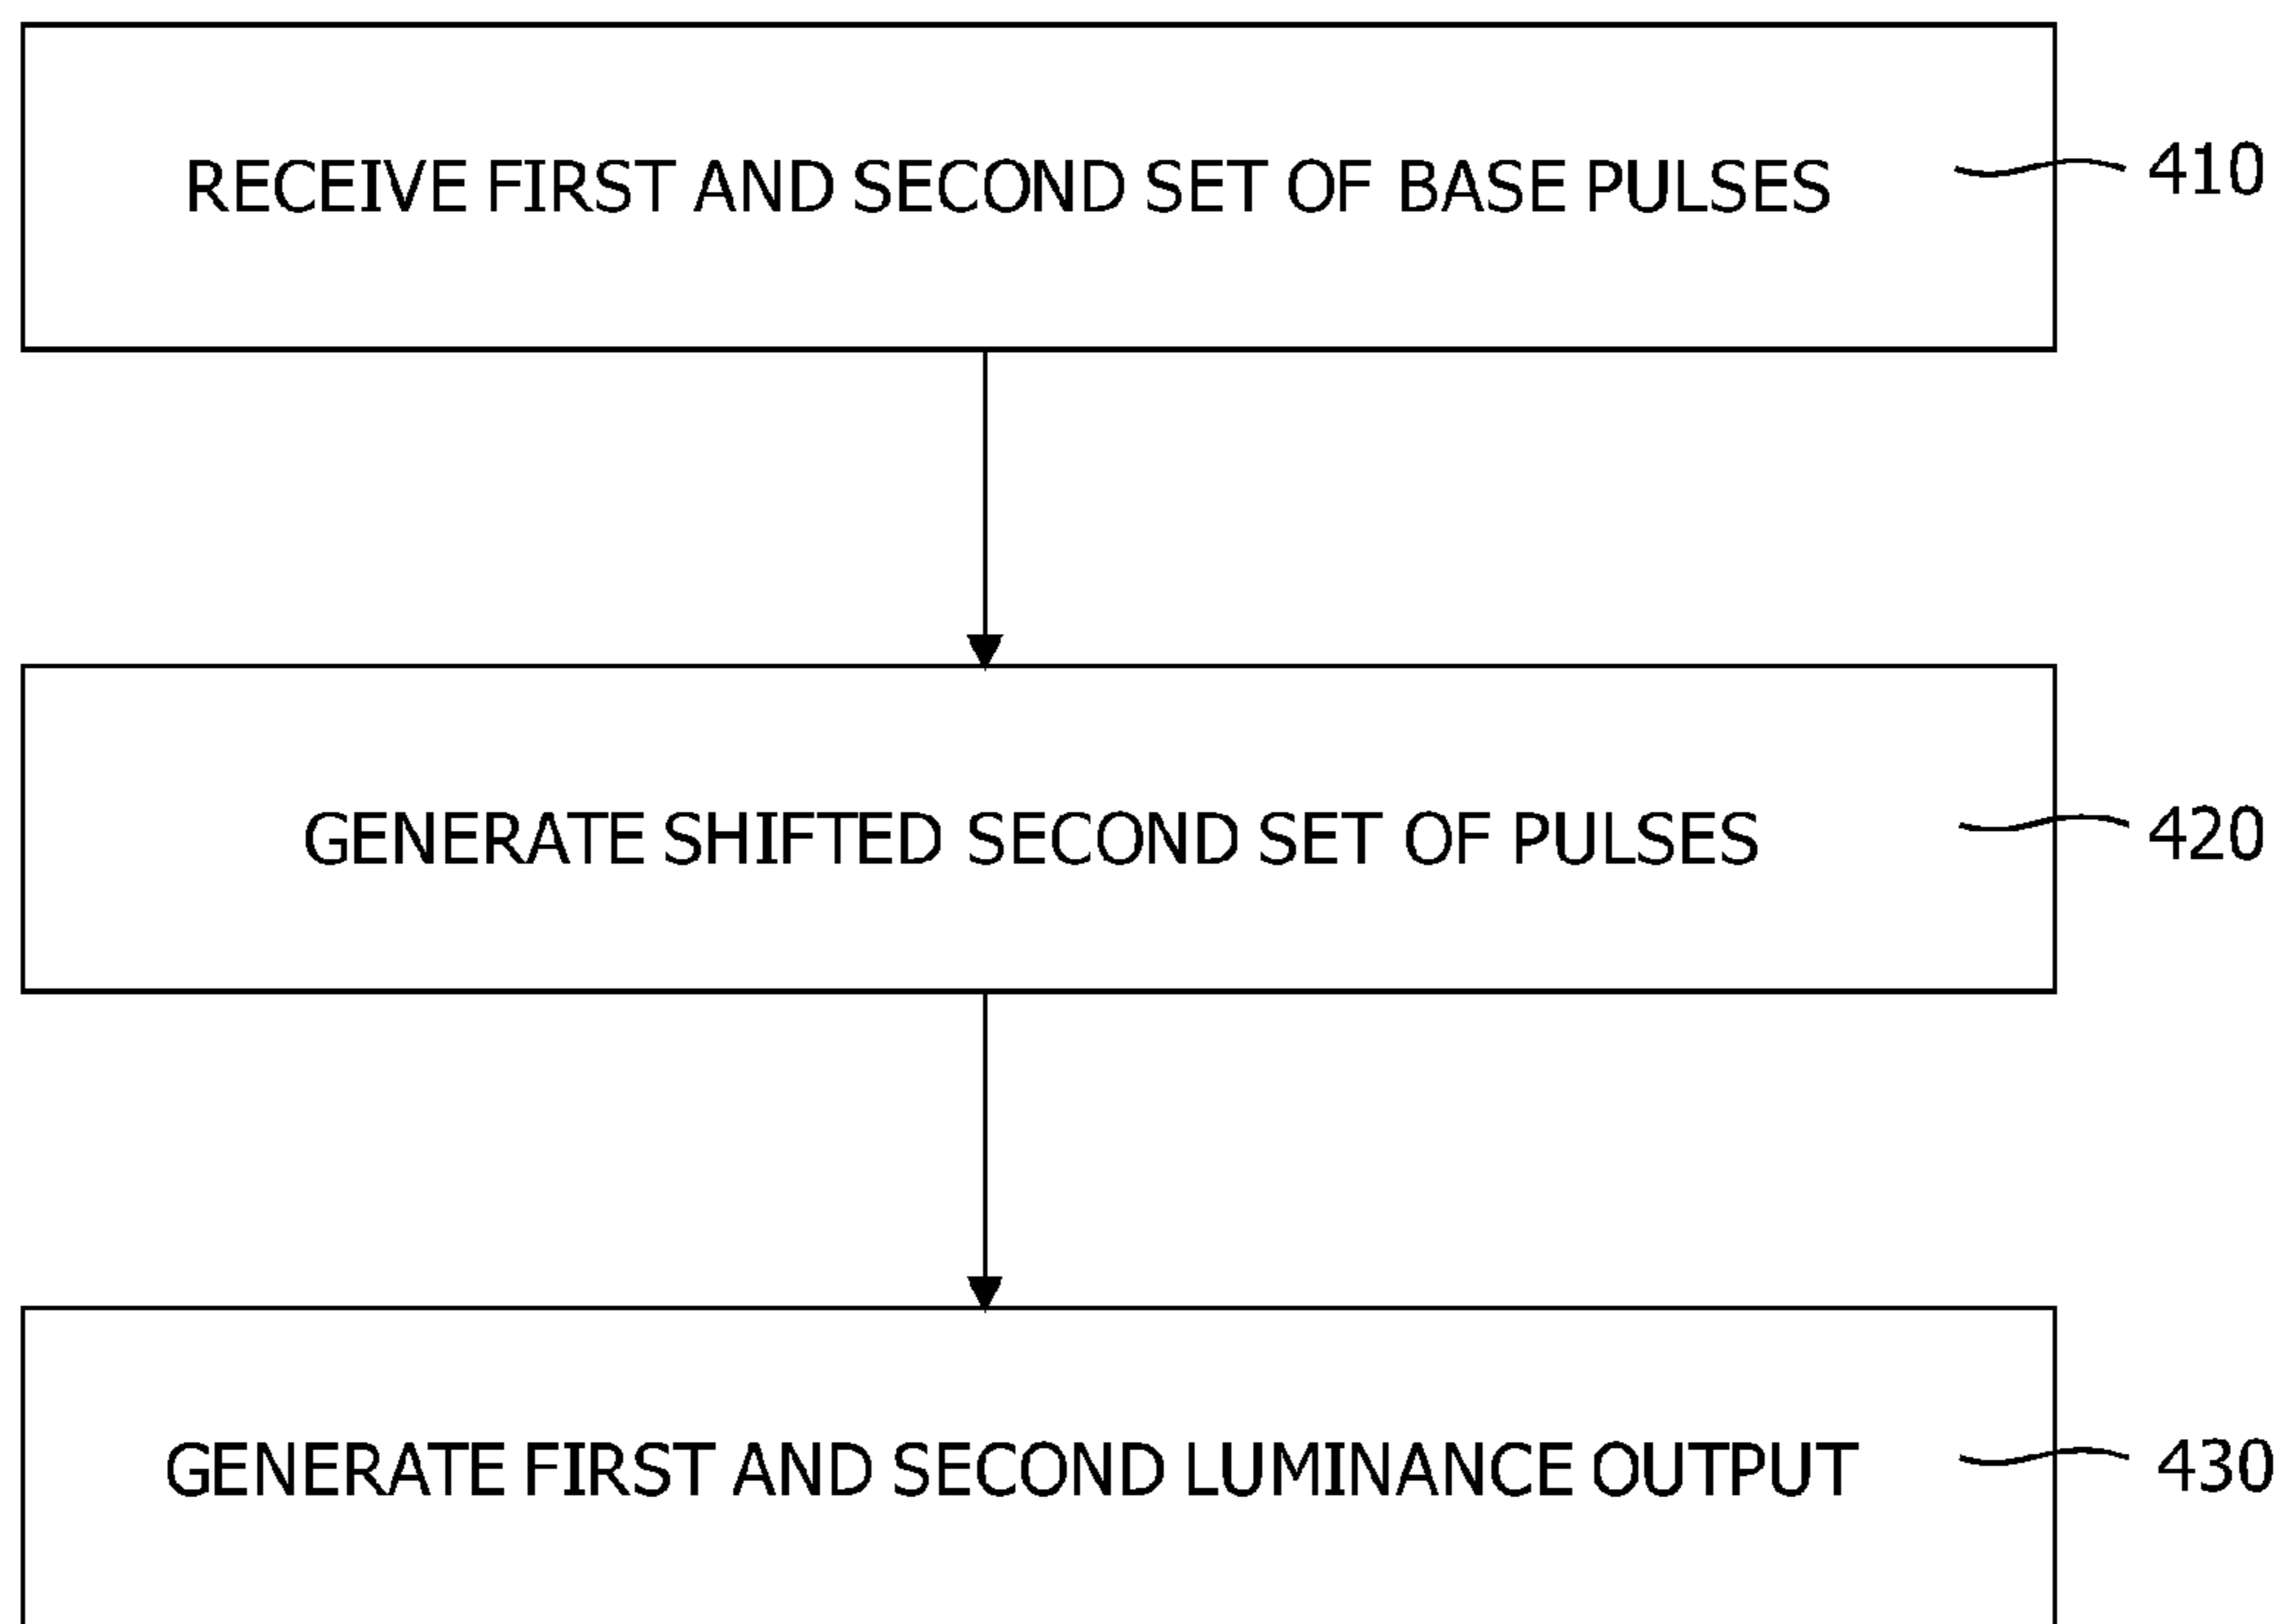 RECEIVE FIRST AND SECOND SET OF BASE PULSES
410
GENERATE SHIFTED SECOND SET OF PULSES
420
GENERATE FIRST AND SECOND LUMINANCE OUTPUT
430